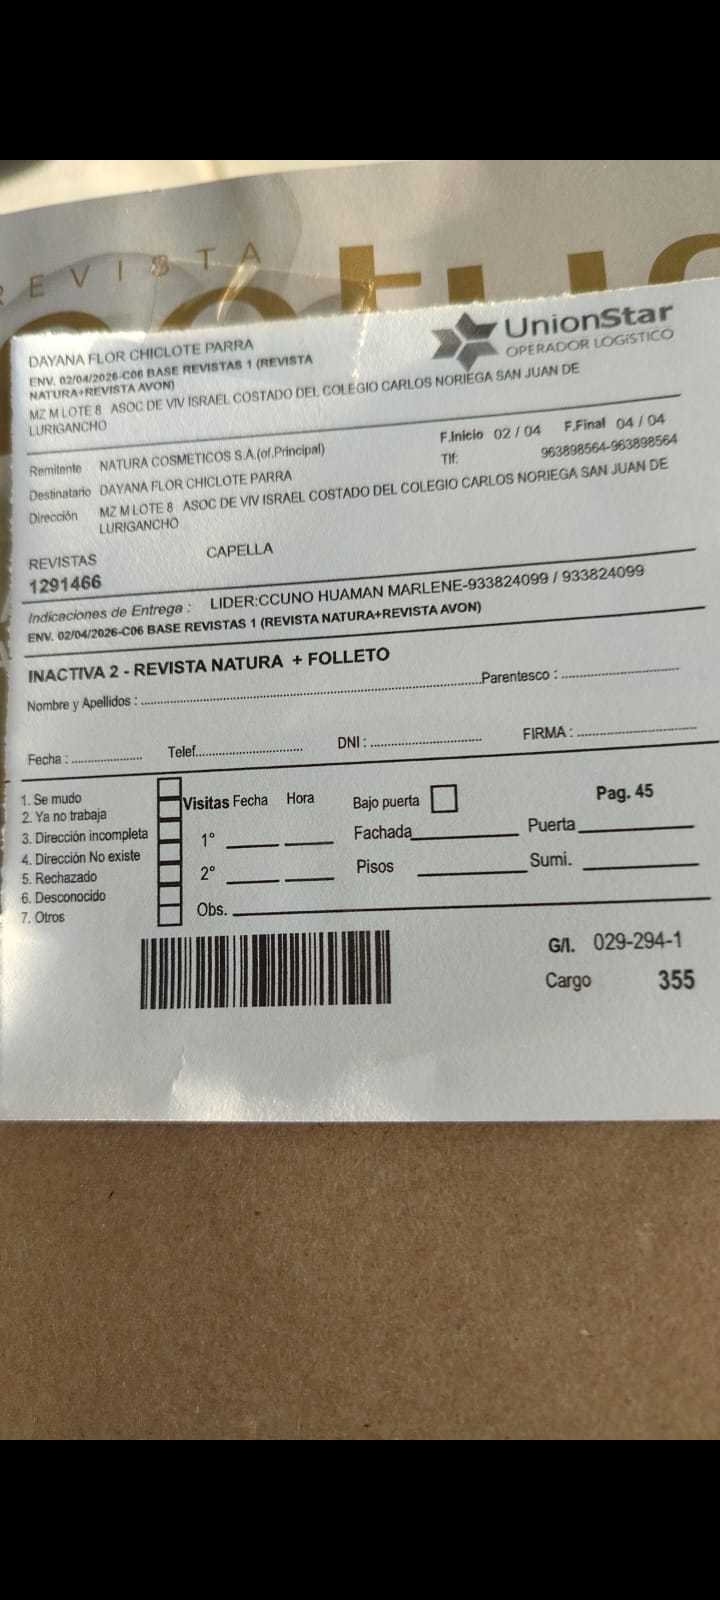 REVISTA
DAYANA FLOR CHICLOTE PARRA
UnionStar
OPERADOR LOGÍSTICO
ENV. 02/04/2026-C06 BASE REVISTAS 1 (REVISTA
NATURA+REVISTA AVON)
MZ M LOTE 8 ASOC DE VIV ISRAEL COSTADO DEL COLEGIO CARLOS NORIEGA SAN JUAN DE
LURIGANCHO
Remitente NATURA COSMETICOS S.A.(of.Principal)
F.Inicio 02 / 04 F.Final 04 / 04
Destinatario DAYANA FLOR CHICLOTE PARRA
Tlf: 963898564-963898564
Dirección MZ M LOTE 8 ASOC DE VIV ISRAEL COSTADO DEL COLEGIO CARLOS NORIEGA SAN JUAN DE
LURIGANCHO
REVISTAS CAPELLA
1291466
Indicaciones de Entrega : LIDER:CCUNO HUAMAN MARLENE-933824099 / 933824099
ENV. 02/04/2026-C06 BASE REVISTAS 1 (REVISTA NATURA+REVISTA AVON)
INACTIVA 2 - REVISTA NATURA + FOLLETO
Nombre y Apellidos : Parentesco :
Fecha : Telef. DNI : FIRMA :
1. Se mudo
2. Ya no trabaja
3. Dirección incompleta
4. Dirección No existe
5. Rechazado
6. Desconocido
7. Otros
Visitas Fecha Hora Bajo puerta Pag. 45
1° Fachada Puerta
2° Pisos Sumi.
Obs.
G/I. 029-294-1
Cargo 355